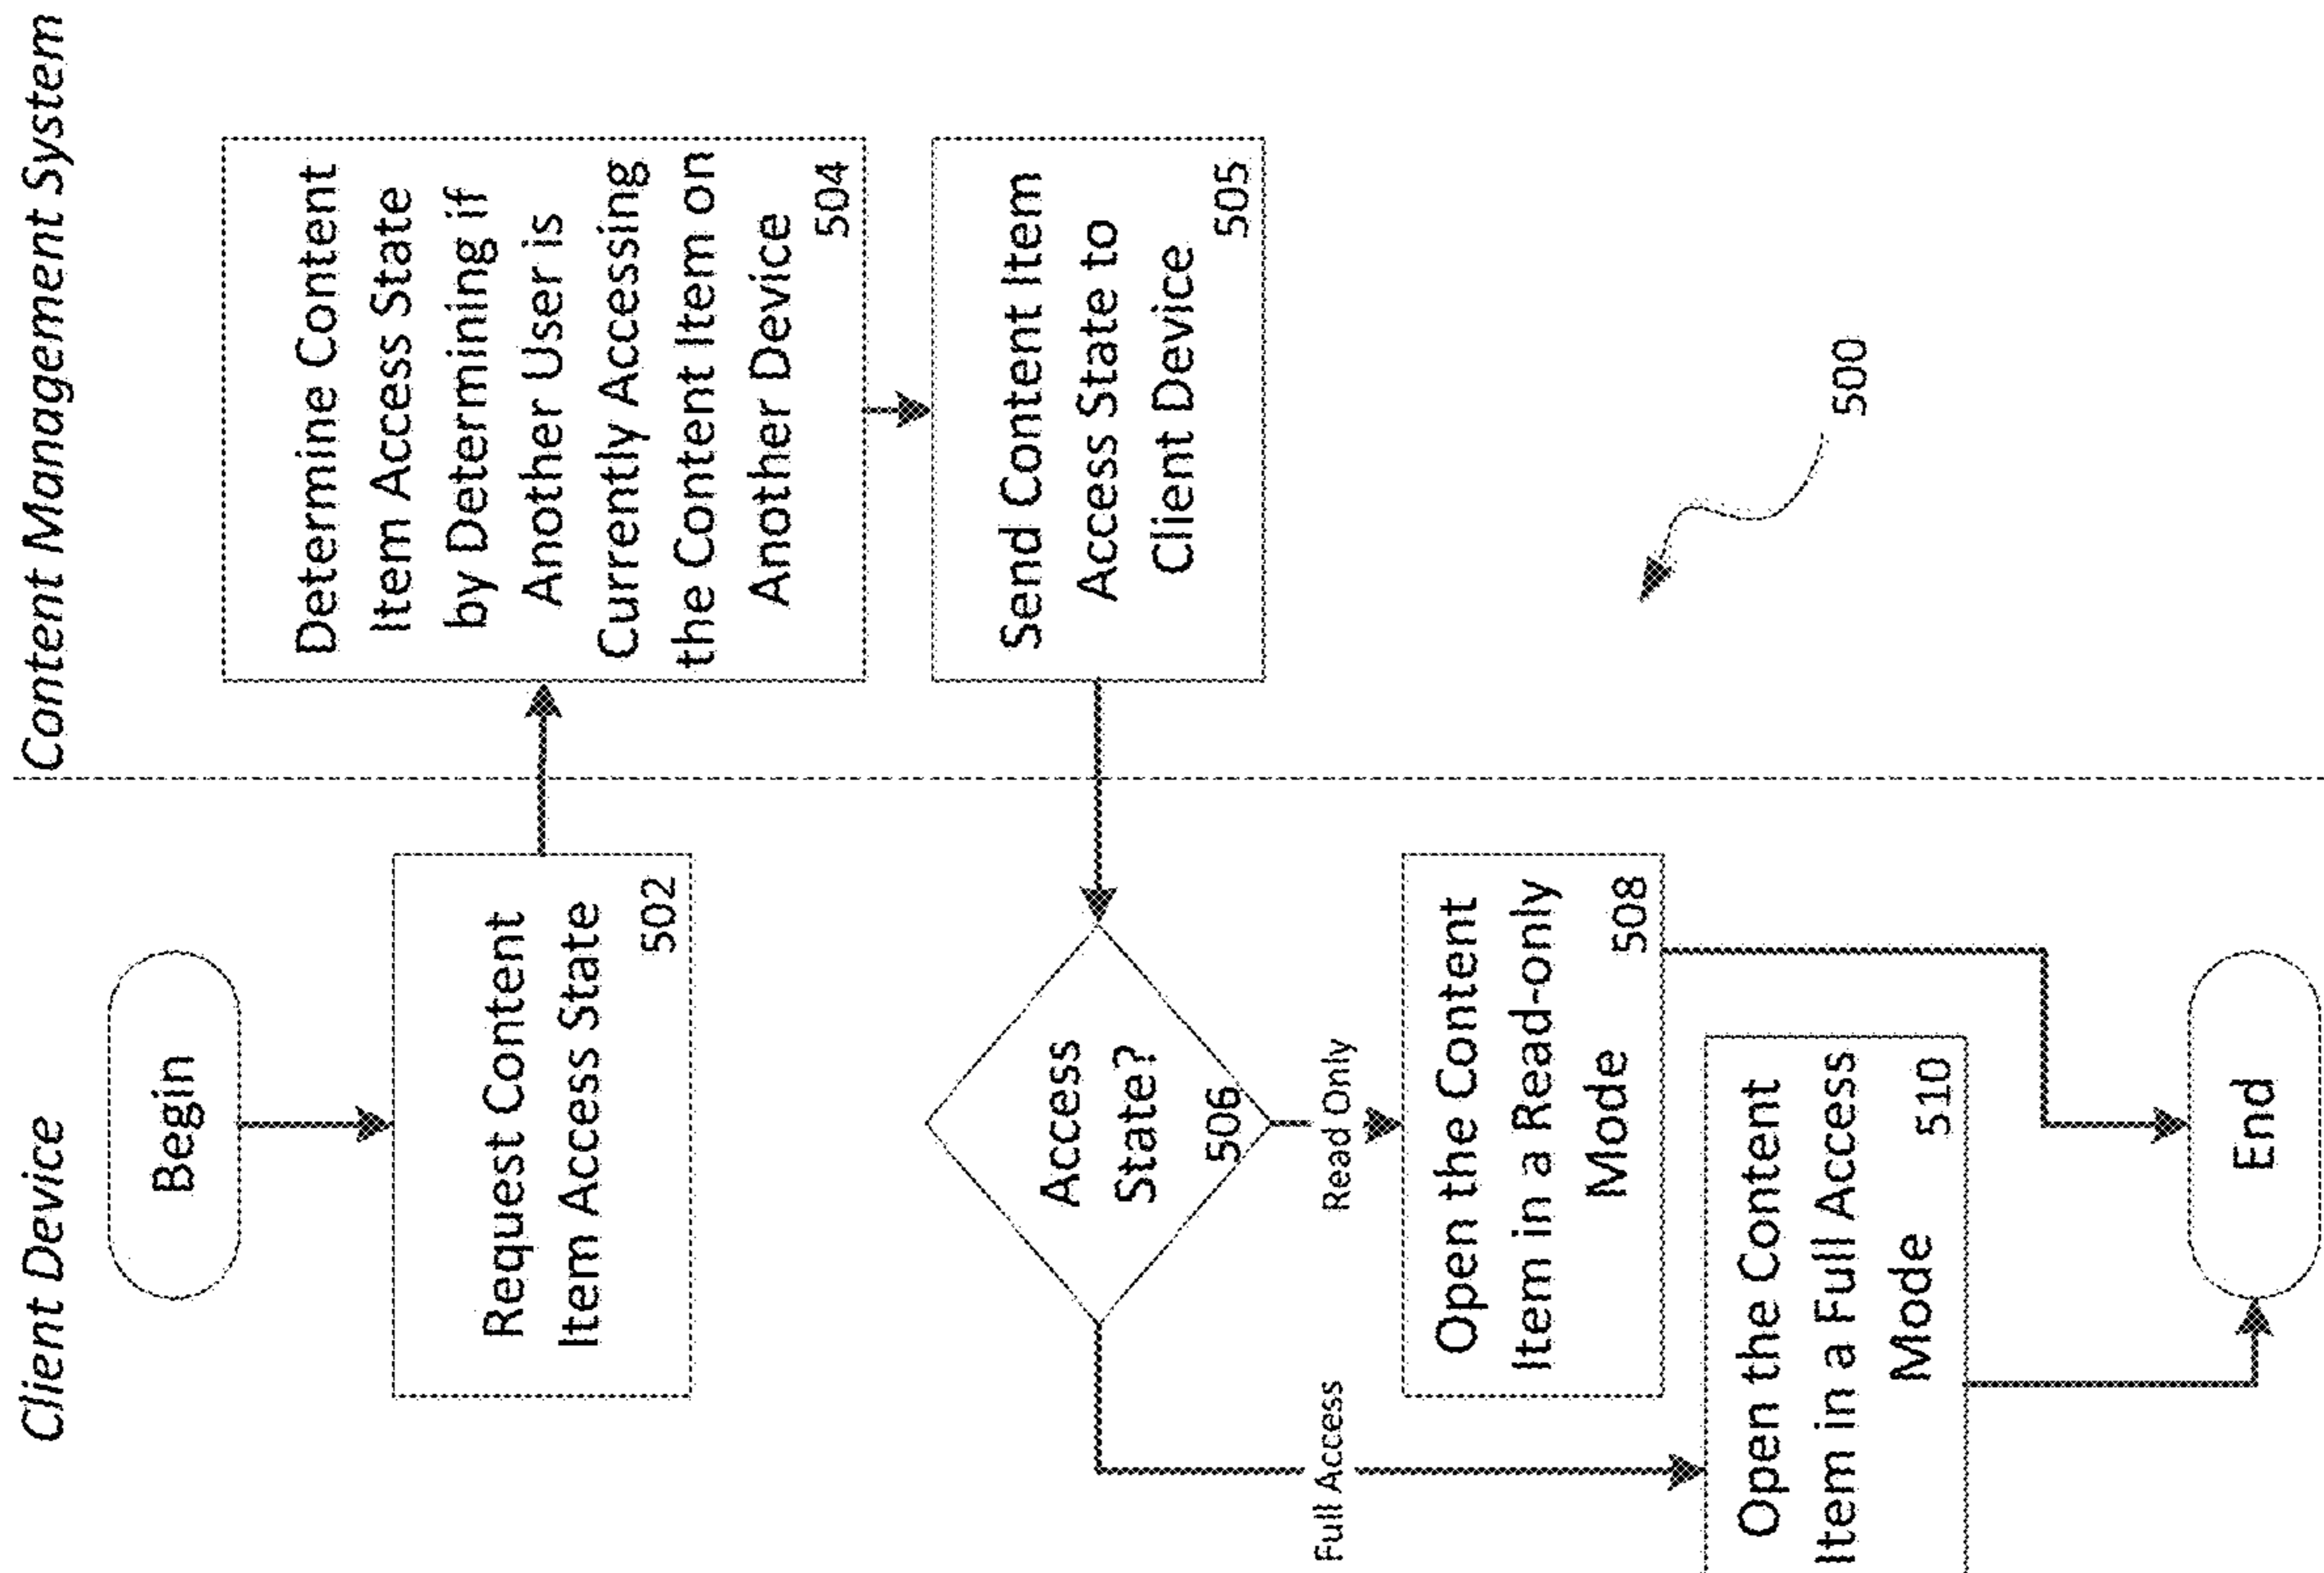 Client Device
Content Management System
Begin
Request Content
Item Access State
502
Determine Content
Item Access State
by Determining if
Another User is
Currently Accessing
the Content Item on
Another Device
504
Send Content Item
Access State to
Client Device
505
Access
State?
506
Read Only
Full Access
Open the Content
Item in a Read-only
Mode
508
Open the Content
Item in a Full Access
Mode
510
End
500